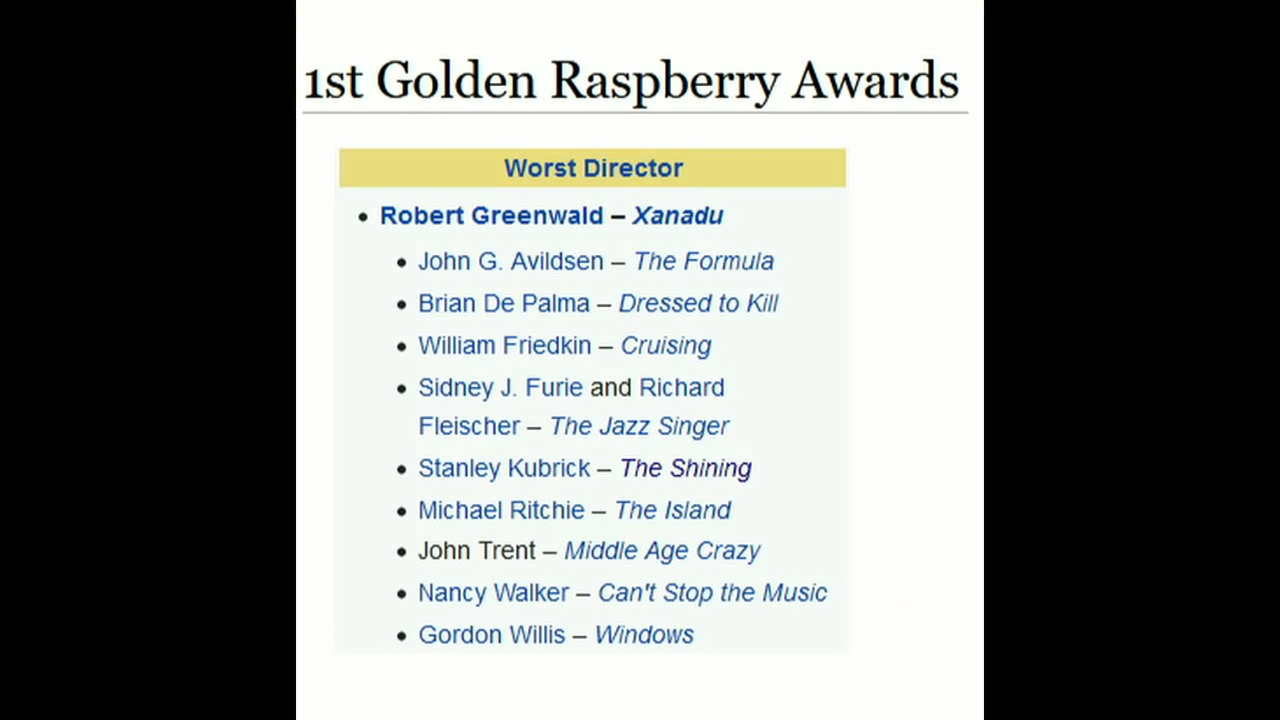 1st Golden Raspberry Awards
Worst Director
Robert Greenwald – Xanadu
John G. Avildsen – The Formula
Brian De Palma – Dressed to Kill
William Friedkin – Cruising
Sidney J. Furie and Richard
Fleischer – The Jazz Singer
Stanley Kubrick – The Shining
Michael Ritchie – The Island
John Trent – Middle Age Crazy
Nancy Walker – Can't Stop the Music
Gordon Willis – Windows